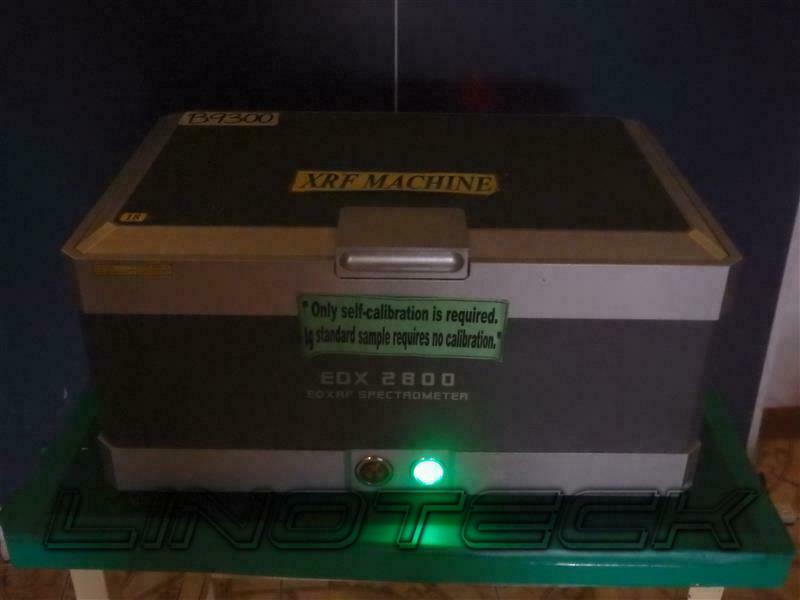 B9300
XRF MACHINE
18
" Only self-calibration is required.
standard sample requires no calibration."
EDX 2800
EDXRF SPECTROMETER
LINOTECK